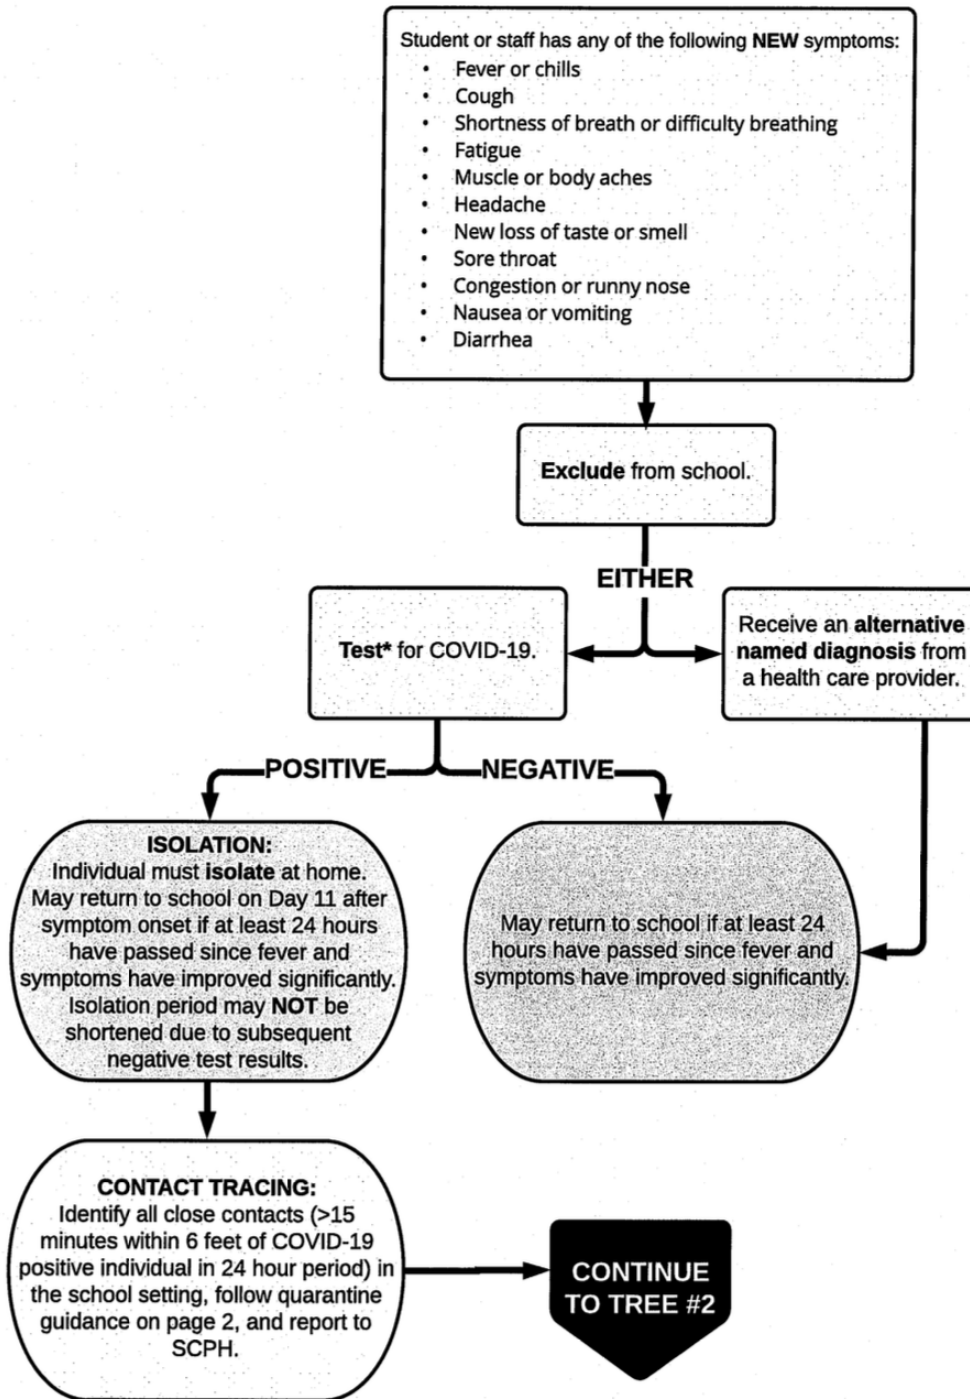 Student or staff has any of the following NEW symptoms:
• Fever or chills
• Cough
• Shortness of breath or difficulty breathing
• Fatigue
• Muscle or body aches
• Headache
• New loss of taste or smell
• Sore throat
• Congestion or runny nose
• Nausea or vomiting
• Diarrhea
Exclude from school.
EITHER
Test* for COVID-19.
Receive an alternative
named diagnosis from
a health care provider.
POSITIVE
NEGATIVE
ISOLATION:
Individual must isolate at home.
May return to school on Day 11 after
symptom onset if at least 24 hours
have passed since fever and
symptoms have improved significantly.
Isolation period may NOT be
shortened due to subsequent
negative test results.
May return to school if at least 24
hours have passed since fever and
symptoms have improved significantly.
CONTACT TRACING:
Identify all close contacts (>15
minutes within 6 feet of COVID-19
positive individual in 24 hour period) in
the school setting, follow quarantine
guidance on page 2, and report to
SCPH.
CONTINUE
TO TREE #2